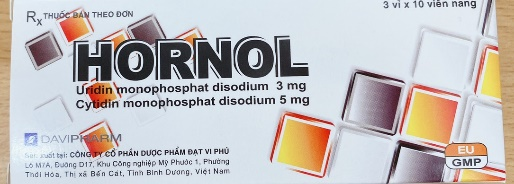 Rx THUỐC BÁN THEO ĐƠN
3 vỉ x 10 viên nang
HORNOL
Uridin monophosphat disodium 3 mg
Cytidin monophosphat disodium 5 mg
DAVIPHARM
Nhà sản xuất tại: CÔNG TY CỔ PHẦN DƯỢC PHẨM ĐẠT VI PHÚ
Lô M7A, Đường D17, Khu Công nghiệp Mỹ Phước 1, Phường
Thới Hòa, Thị xã Bến Cát, Tỉnh Bình Dương, Việt Nam
EU
GMP